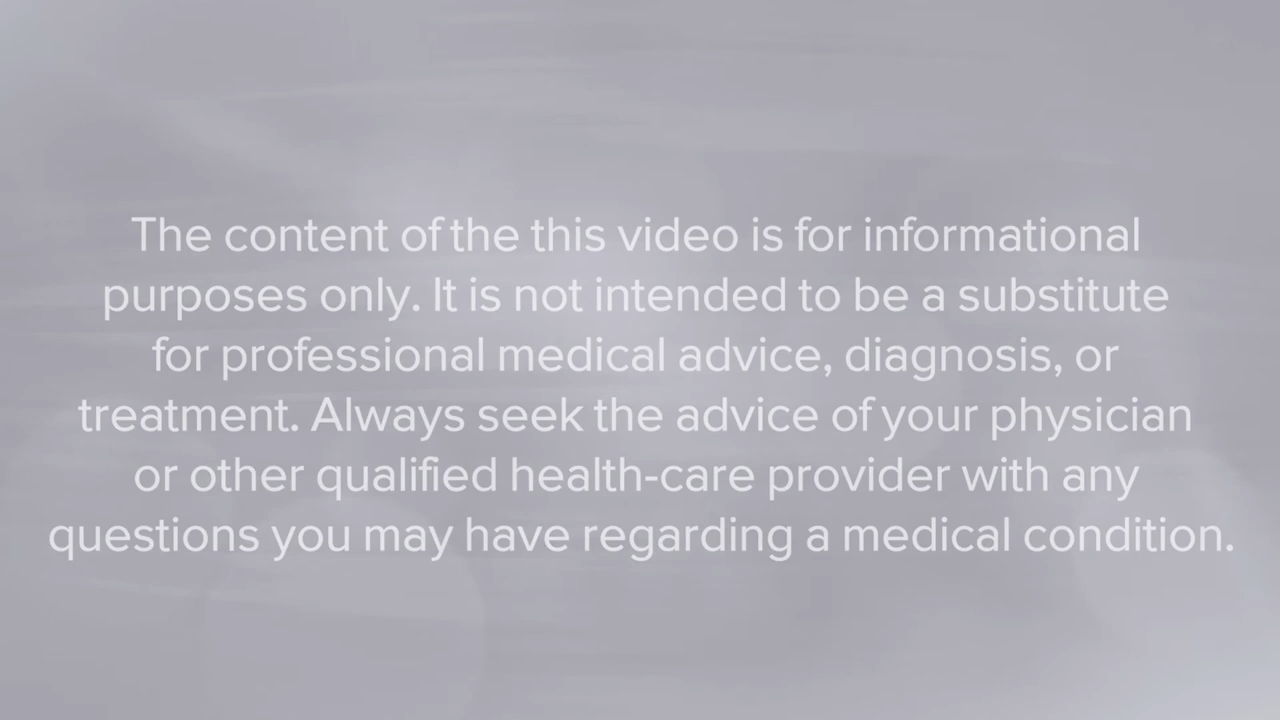 The content of the this video is for informational
purposes only. It is not intended to be a substitute
for professional medical advice, diagnosis, or
treatment. Always seek the advice of your physician
or other qualified health-care provider with any
questions you may have regarding a medical condition.